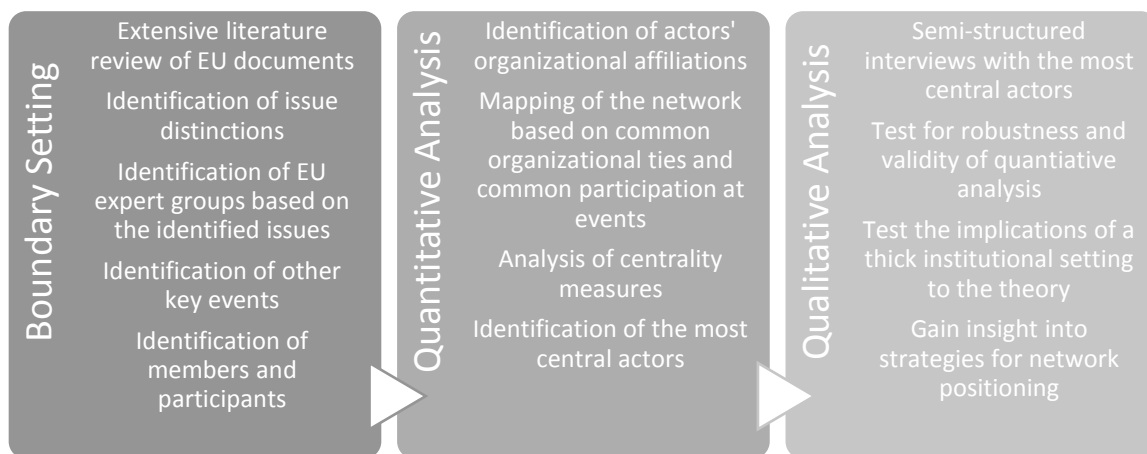 Boundary Setting
Extensive literature
review of EU documents
Identification of issue
distinctions
Identification of EU
expert groups based on
the identified issues
Identification of other
key events
Identification of
members and
participants
Quantitative Analysis
Identification of actors'
organizational affiliations
Mapping of the network
based on common
organizational ties and
common participation at
events
Analysis of centrality
measures
Identification of the most
central actors
Qualitative Analysis
Semi-structured
interviews with the most
central actors
Test for robustness and
validity of quantiative
analysis
Test the implications of a
thick institutional setting
to the theory
Gain insight into
strategies for network
positioning